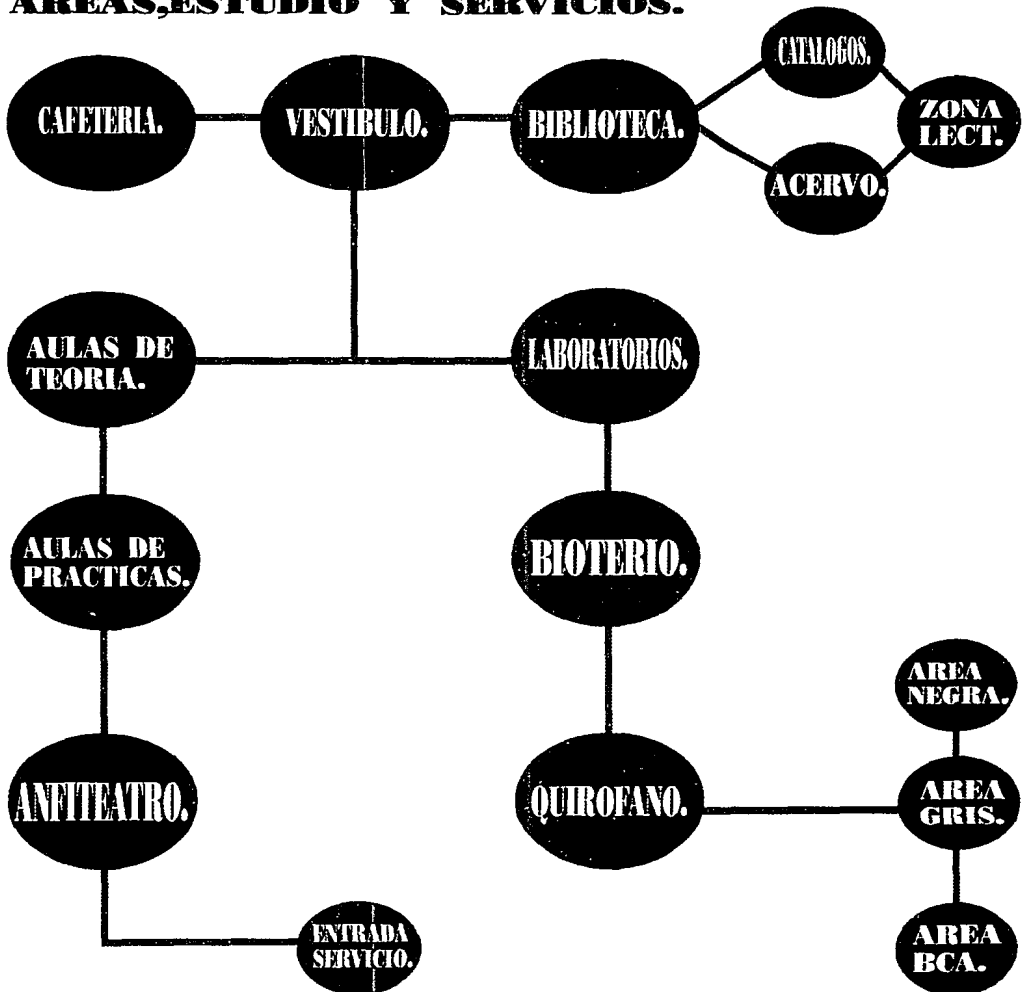 AREAS,ESTUDIO Y SERVICIOS.
CAFETERIA.
VESTIBULO.
BIBLIOTECA.
CATALOGOS.
ZONA
LECT.
ACERVO.
AULAS DE
TEORIA.
LABORATORIOS.
AULAS DE
PRACTICAS.
BIOTERIO.
AREA
NEGRA.
ANFITEATRO.
QUIROFANO.
AREA
GRIS.
ENTRADA
SERVICIO.
AREA
BCA.